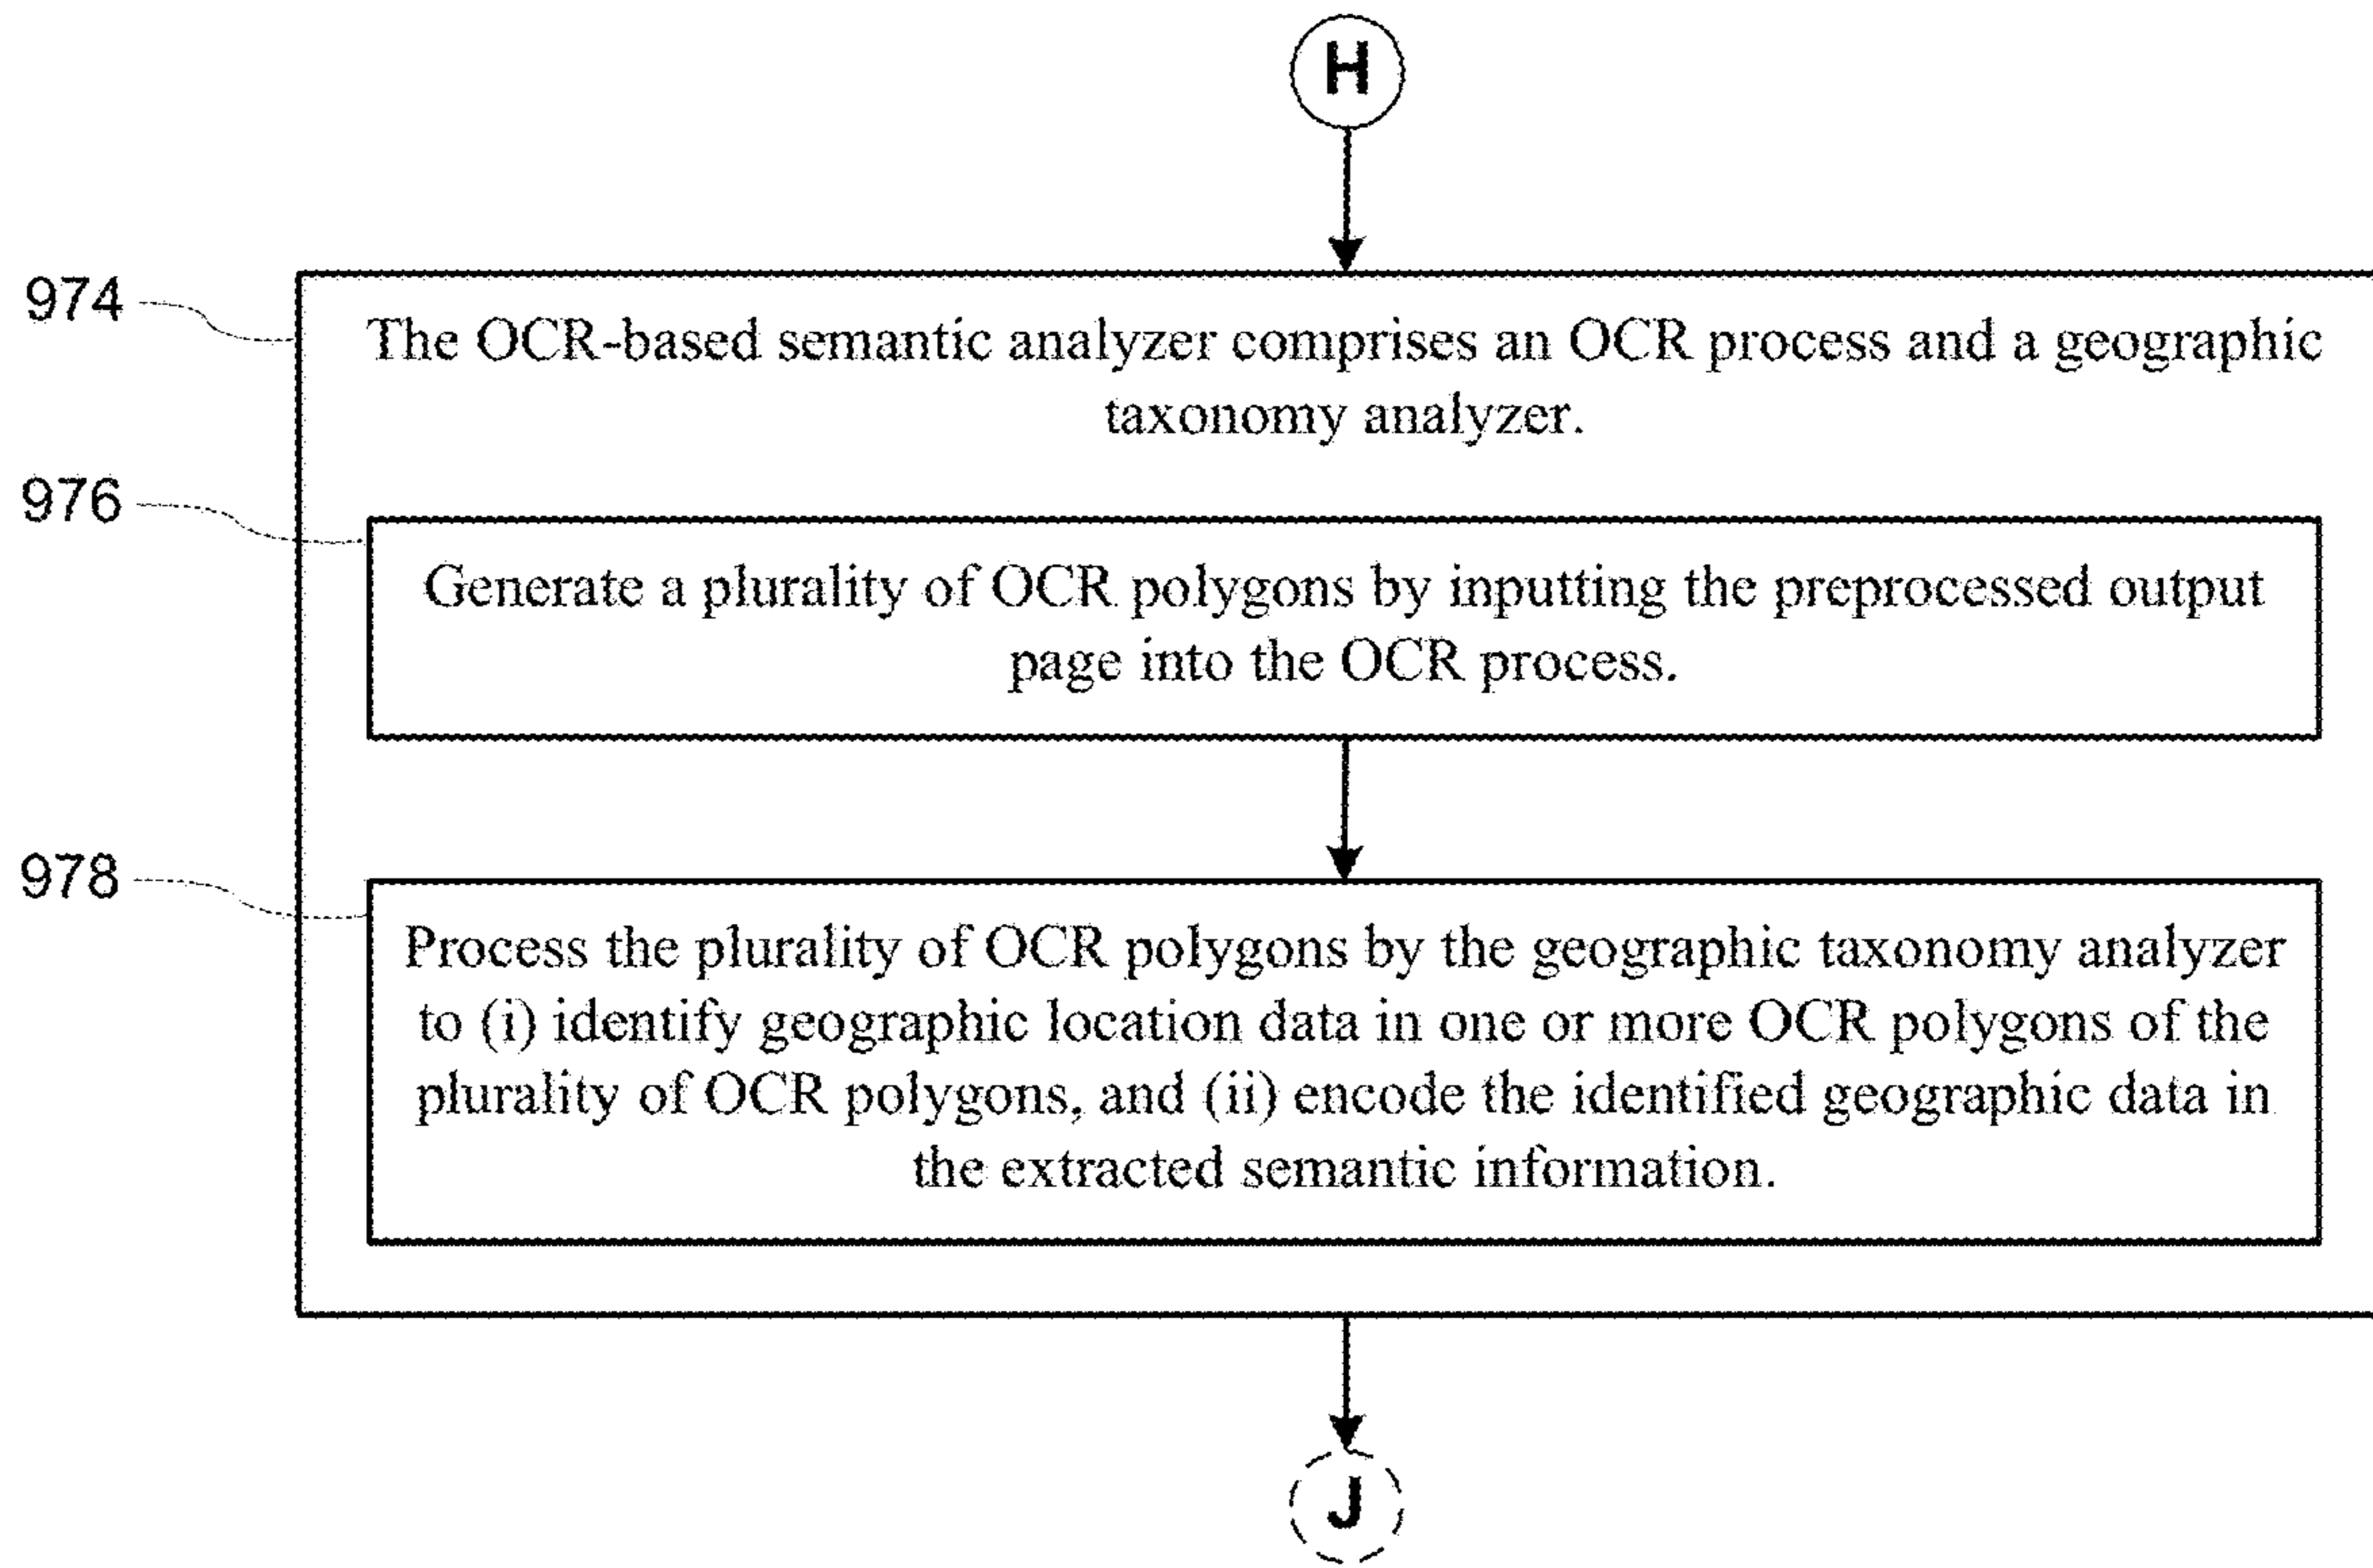 H
974
The OCR-based semantic analyzer comprises an OCR process and a geographic
taxonomy analyzer.
976
Generate a plurality of OCR polygons by inputting the preprocessed output
page into the OCR process.
978
Process the plurality of OCR polygons by the geographic taxonomy analyzer
to (i) identify geographic location data in one or more OCR polygons of the
plurality of OCR polygons, and (ii) encode the identified geographic data in
the extracted semantic information.
J